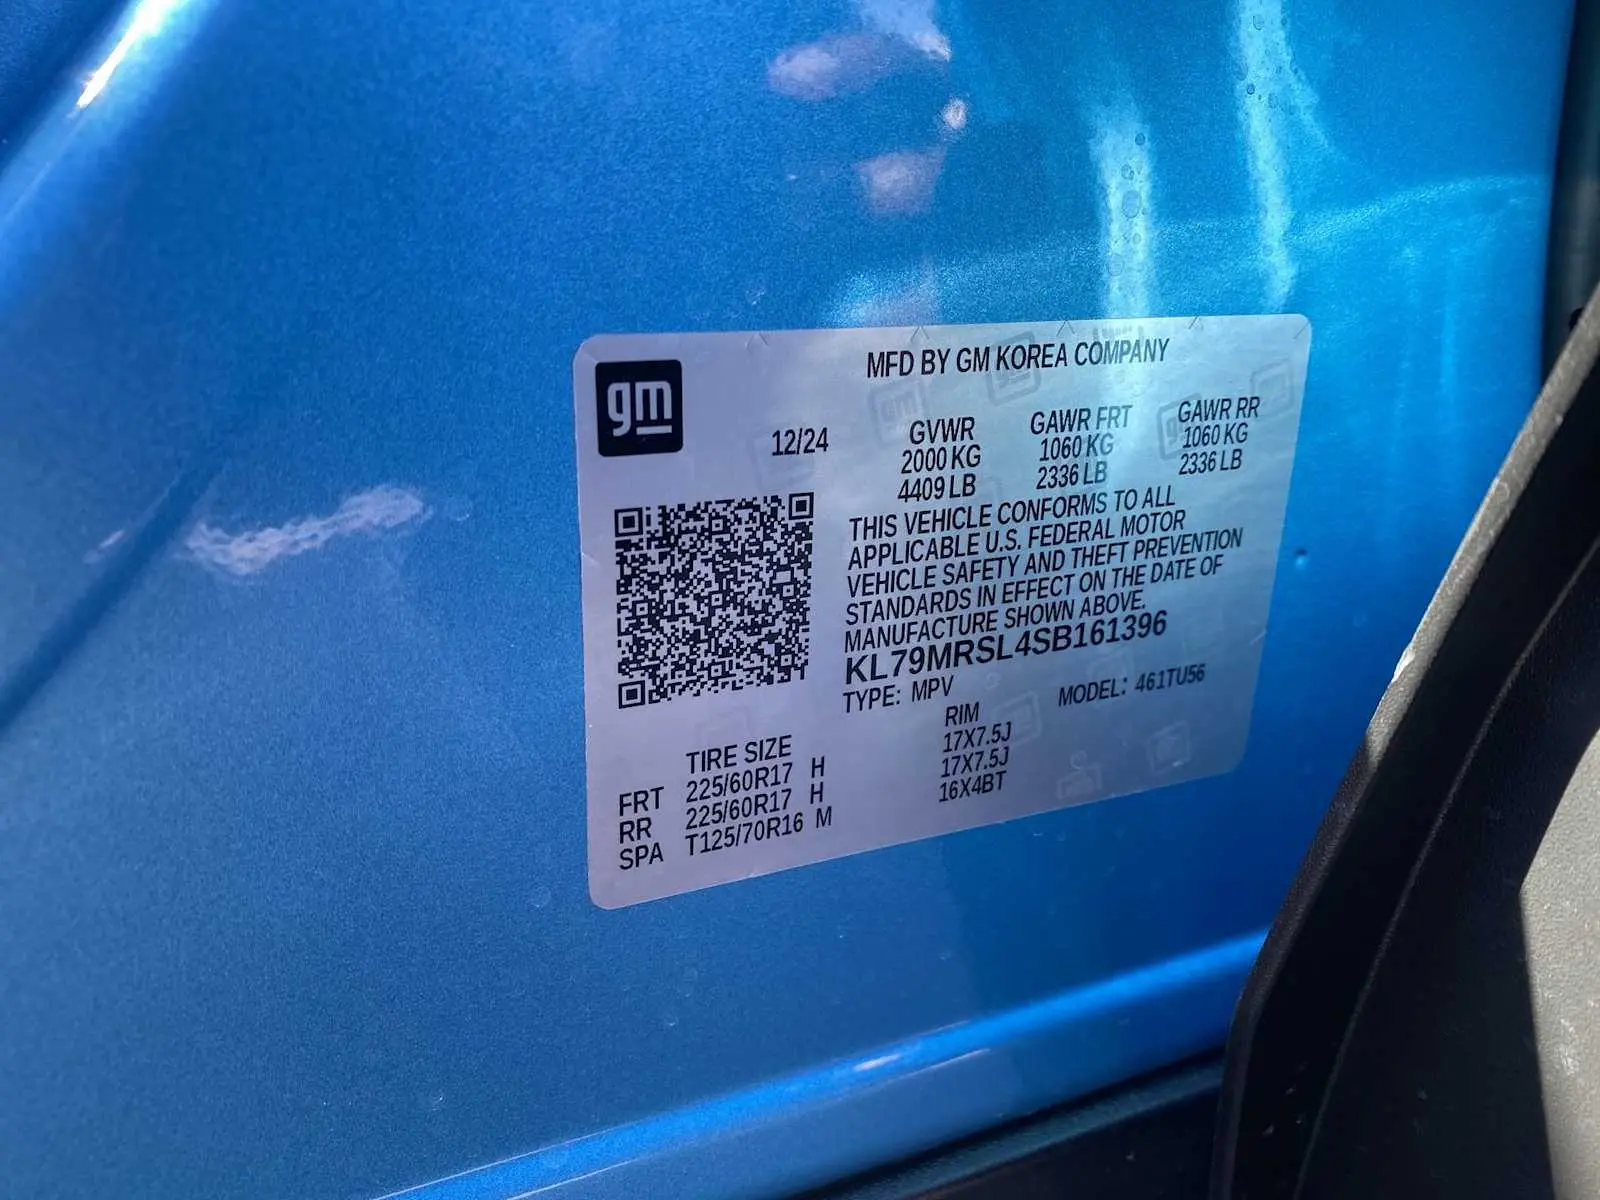 gm
MFD BY GM KOREA COMPANY
12/24
GVWR GAWR FRT GAWR RR
2000 KG 1060 KG 1060 KG
4409 LB 2336 LB 2336 LB
THIS VEHICLE CONFORMS TO ALL
APPLICABLE U.S. FEDERAL MOTOR
VEHICLE SAFETY AND THEFT PREVENTION
STANDARDS IN EFFECT ON THE DATE OF
MANUFACTURE SHOWN ABOVE.
KL79MRSL4SB161396
TYPE: MPV MODEL: 461TU56
TIRE SIZE RIM
FRT 225/60R17 H 17X7.5J
RR 225/60R17 H 17X7.5J
SPA T125/70R16 M 16X4BT